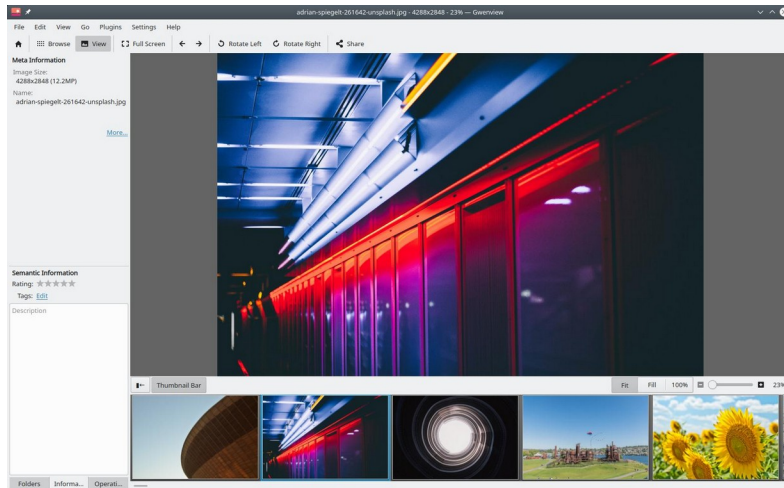 adrian-spiegelt-261642-unsplash.jpg - 4288x2848 - 23% — Gwenview
File Edit View Go Plugins Settings Help
Browse View Full Screen Rotate Left Rotate Right Share
Meta Information
Image Size:
4288x2848 (12.2MP)
Name:
adrian-spiegelt-261642-unsplash.jpg
More...
Semantic Information
Rating:
Tags: Edit
Description
Thumbnail Bar Fit Fill 100% 23%
Folders Informa... Operati...